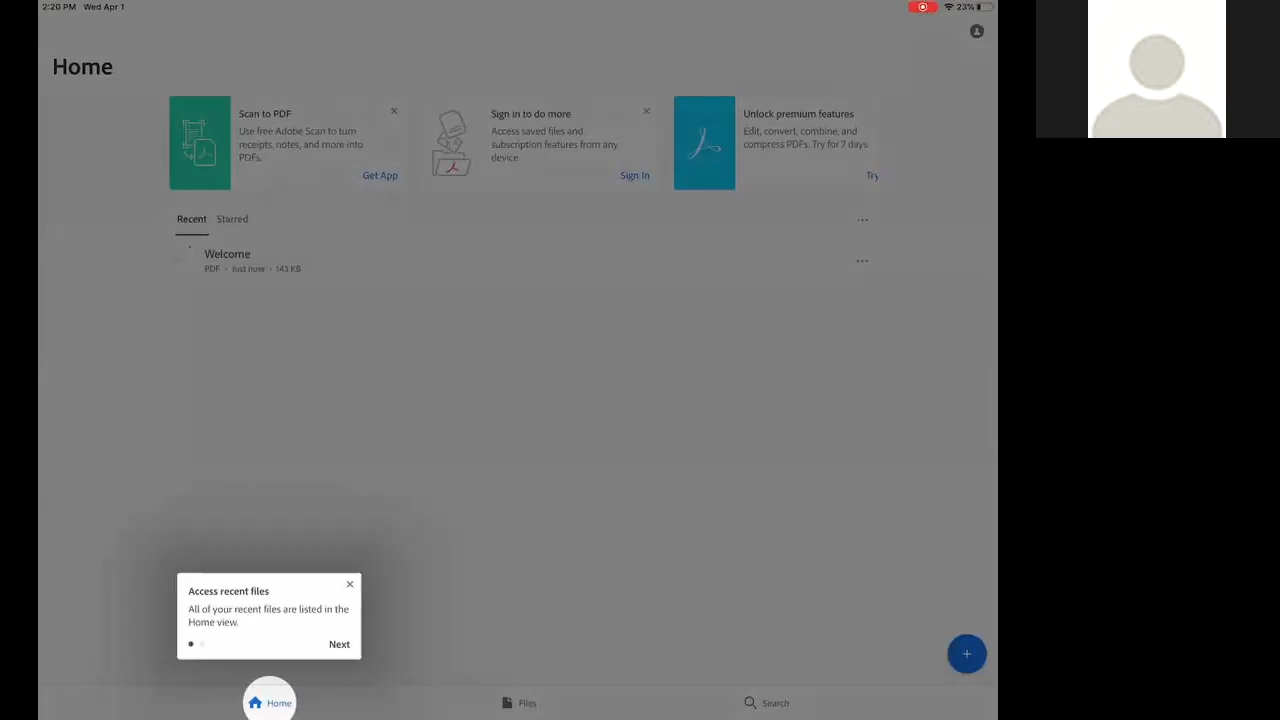 2:20 PM Wed Apr 1
23%
Home
Scan to PDF
Use free Adobe Scan to turn
receipts, notes, and more into
PDFs.
Get App
Sign in to do more
Access saved files and
subscription features from any
device.
Sign In
Unlock premium features
Edit, convert, combine, and
compress PDFs. Try for 7 days.
Try
Recent Starred
Welcome
PDF • Just now • 143 KB
Access recent files
All of your recent files are listed in the
Home view.
Next
Home
Files
Search